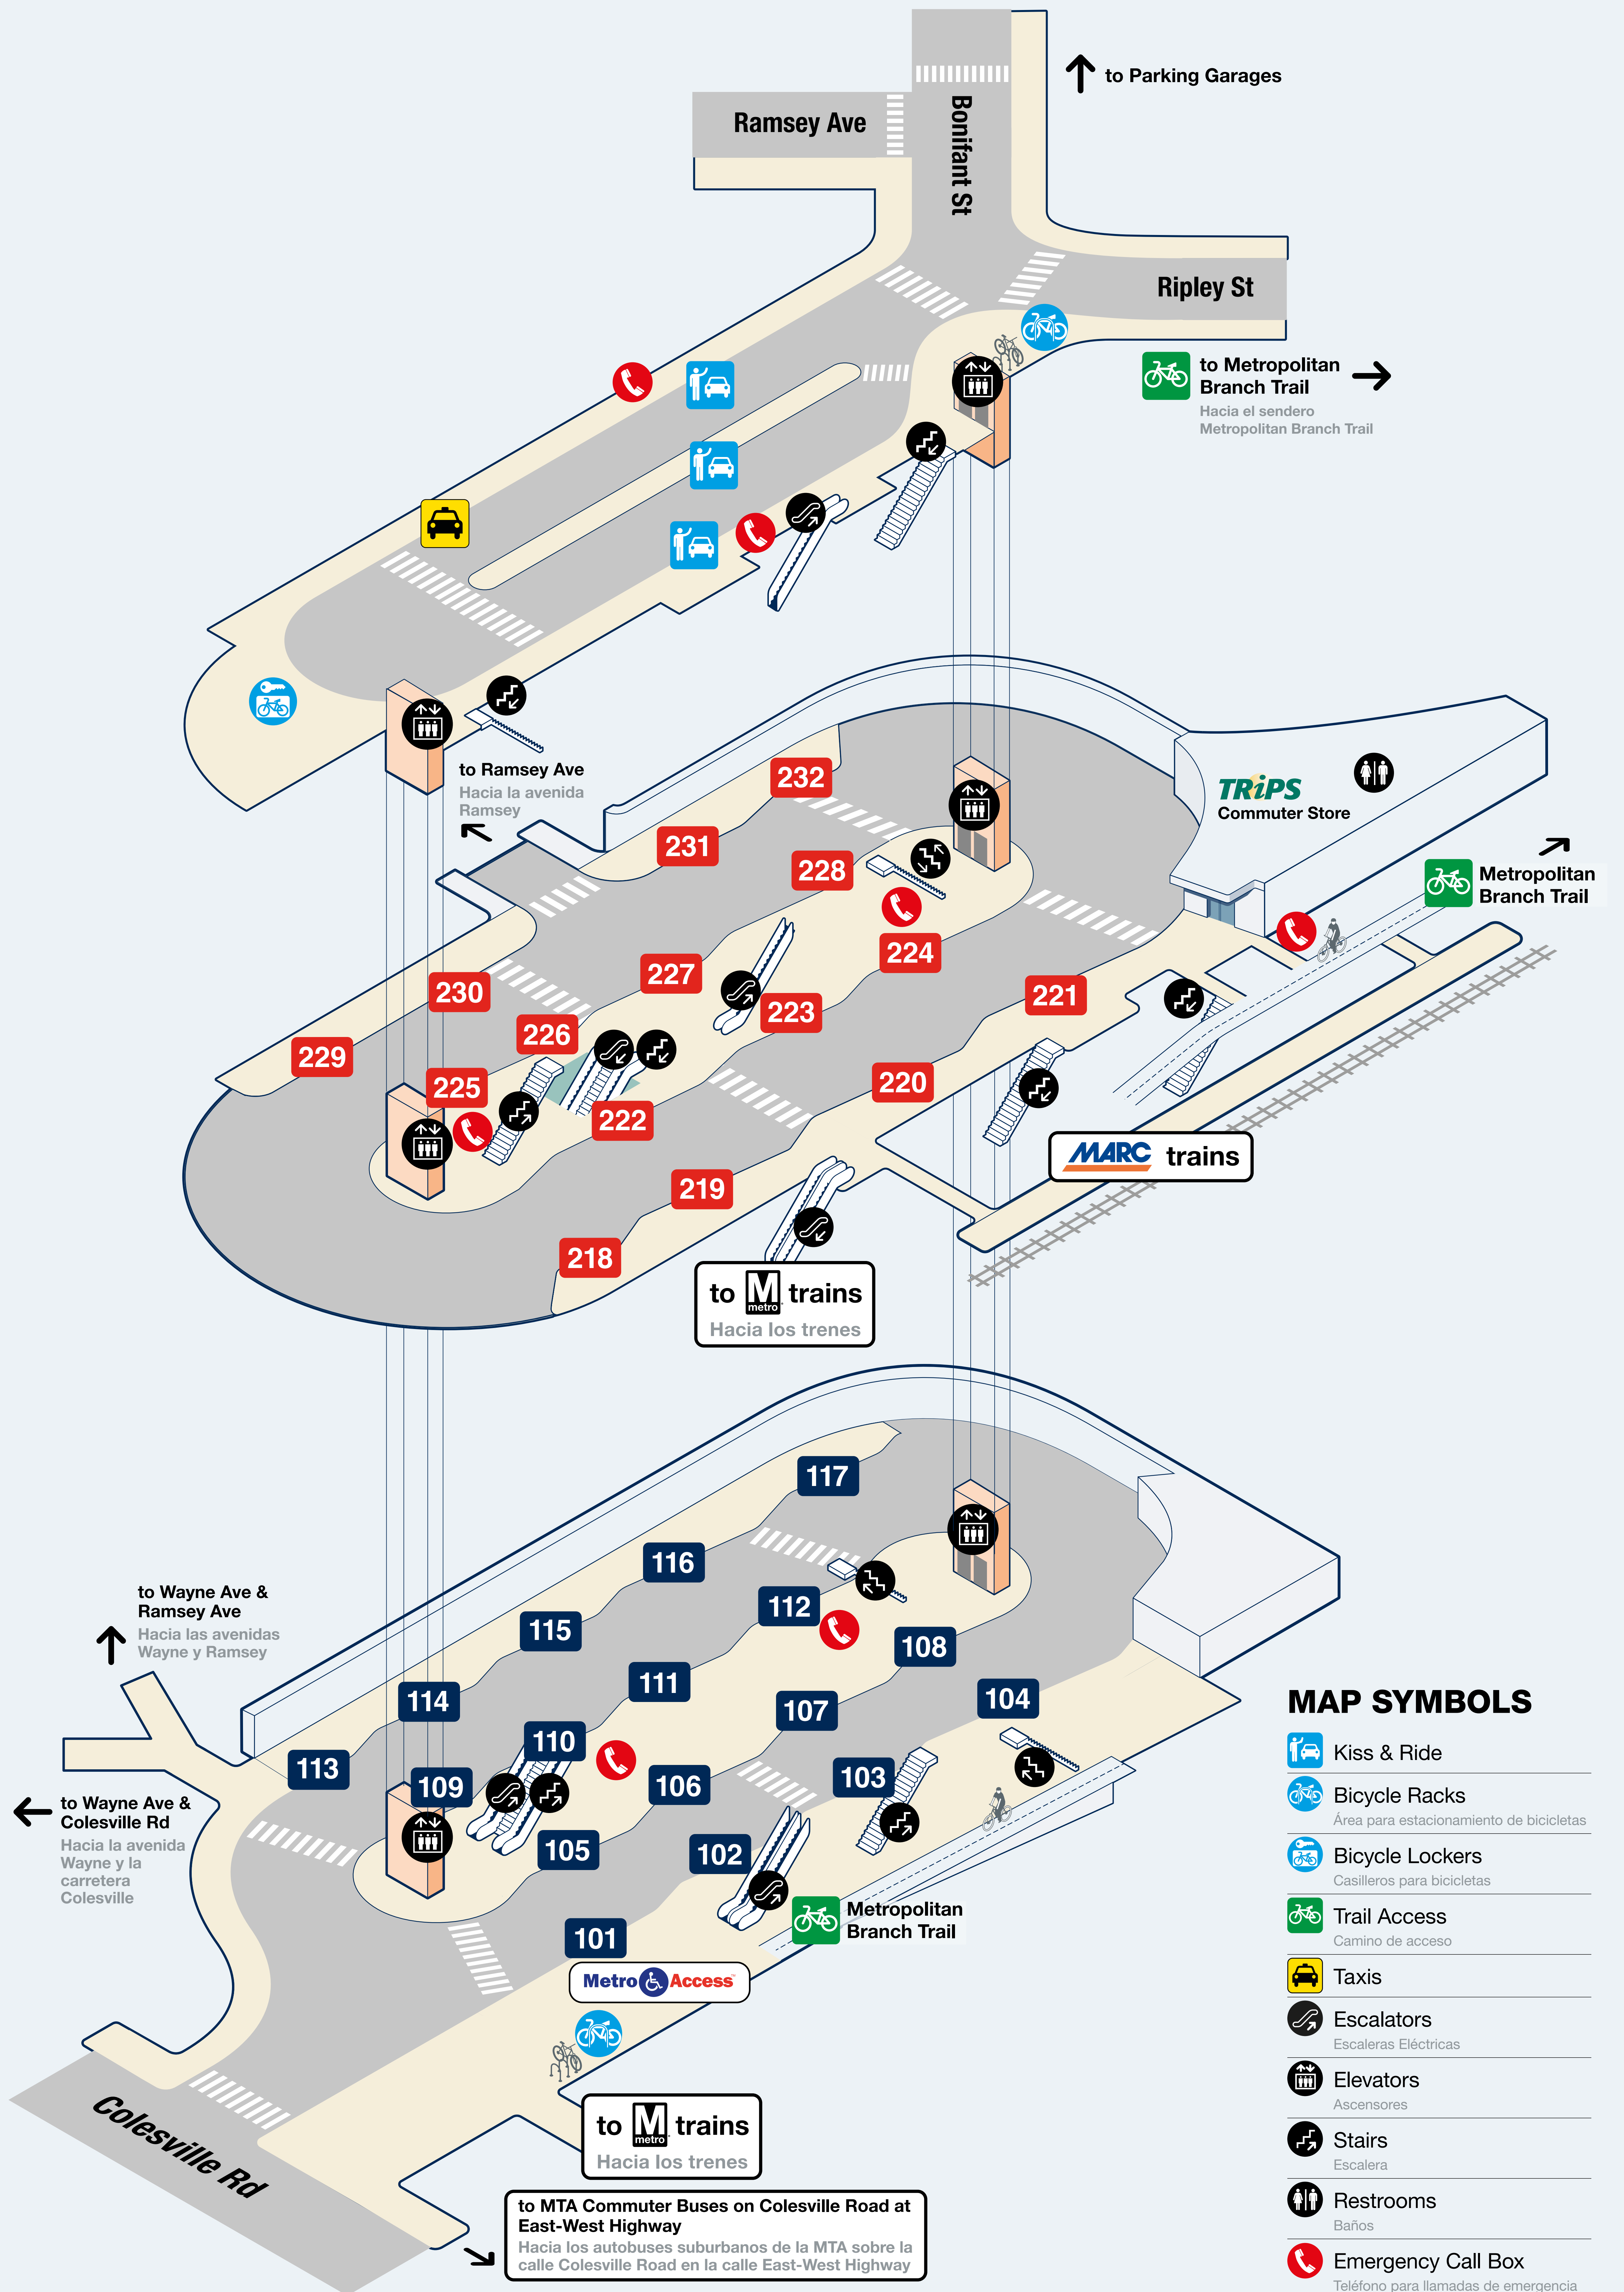 to Parking Garages
Ramsey Ave
Bonifant St
Ripley St
to Metropolitan
Branch Trail
Hacia el sendero
Metropolitan Branch Trail
to Ramsey Ave
Hacia la avenida
Ramsey
232
231
228
TRiPS
Commuter Store
Metropolitan
Branch Trail
224
227
230
223
221
226
229
225
220
222
MARC trains
219
218
to M metro trains
Hacia los trenes
117
116
112
115
108
111
104
114
107
110
113
109
103
106
105
102
101
to Wayne Ave &
Ramsey Ave
Hacia las avenidas
Wayne y Ramsey
to Wayne Ave &
Colesville Rd
Hacia la avenida
Wayne y la
carretera
Colesville
Metropolitan
Branch Trail
Metro Access
Colesville Rd
to M metro trains
Hacia los trenes
to MTA Commuter Buses on Colesville Road at
East-West Highway
Hacia los autobuses suburbanos de la MTA sobre la
calle Colesville Road en la calle East-West Highway
MAP SYMBOLS
Kiss & Ride
Bicycle Racks
Área para estacionamiento de bicicletas
Bicycle Lockers
Casilleros para bicicletas
Trail Access
Camino de acceso
Taxis
Escalators
Escaleras Eléctricas
Elevators
Ascensores
Stairs
Escalera
Restrooms
Baños
Emergency Call Box
Teléfono para llamadas de emergencia